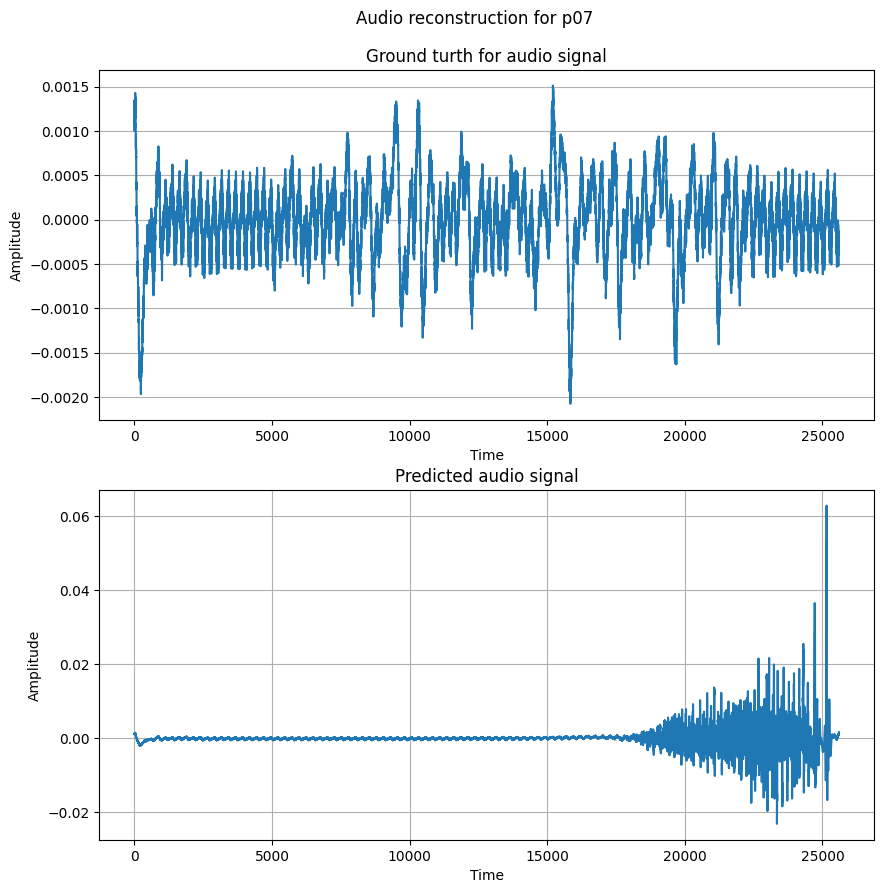 Audio reconstruction for p07
Ground turth for audio signal
0.0015
0.0010
0.0005
0.0000
−0.0005
−0.0010
−0.0015
−0.0020
Amplitude
0 5000 10000 15000 20000 25000
Time
Predicted audio signal
0.06
0.04
0.02
0.00
−0.02
Amplitude
0 5000 10000 15000 20000 25000
Time